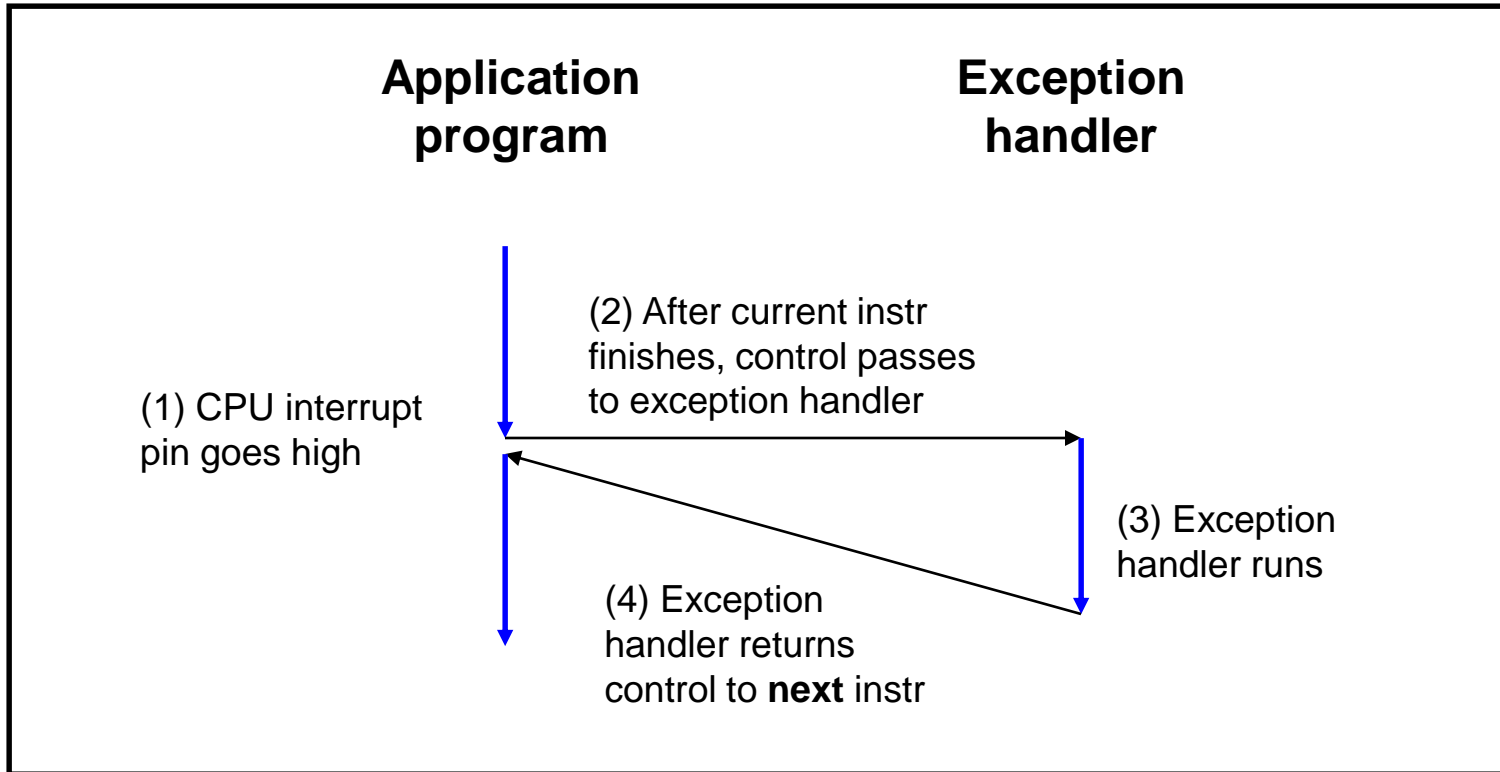 Application
program
Exception
handler
(2) After current instr
finishes, control passes
to exception handler
(1) CPU interrupt
pin goes high
(3) Exception
handler runs
(4) Exception
handler returns
control to next instr